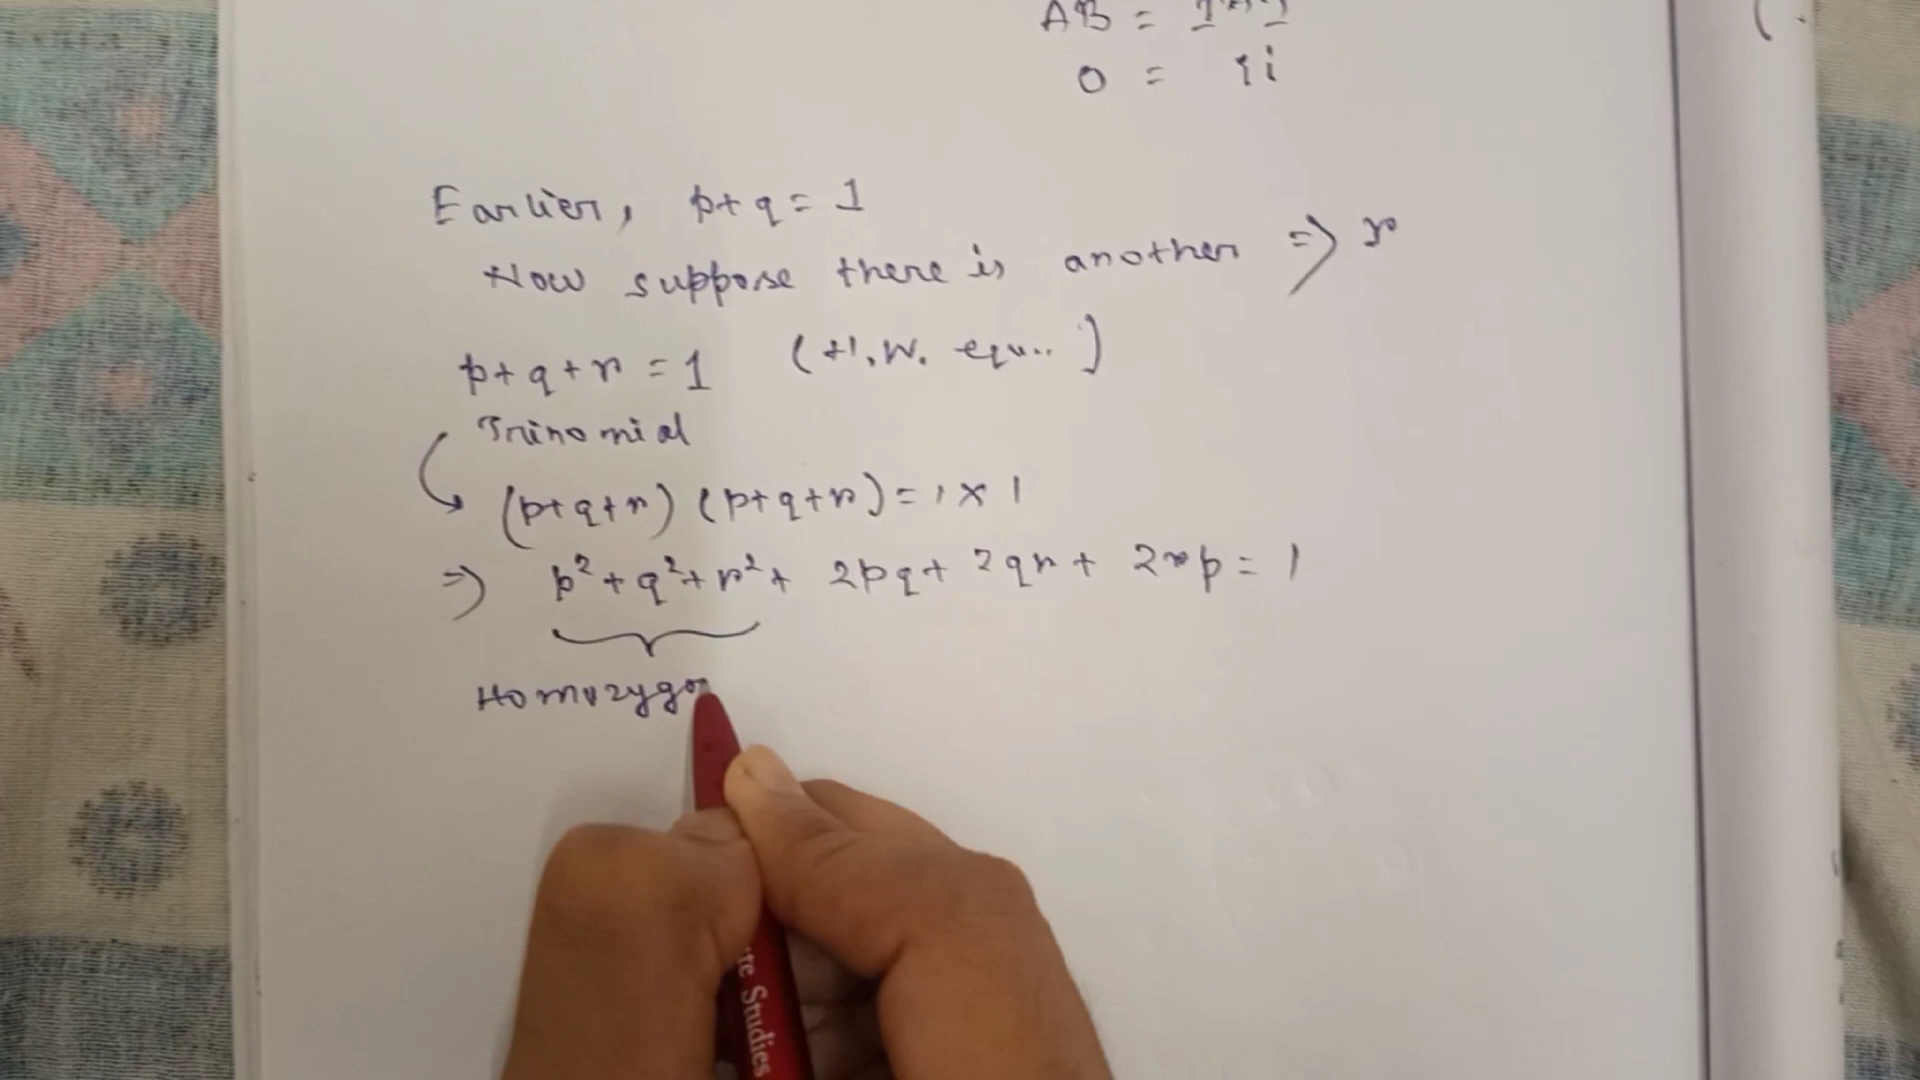 AB =
O = ii
Earlier, p+q=1
Now suppose there is another => r
p+q+r=1 (H.W. equ..)
Trinomial
(p+q+r) (p+q+r)=1×1
=> p²+q²+r²+ 2pq+ 2qr+ 2rp=1
Homozygo
te Studies